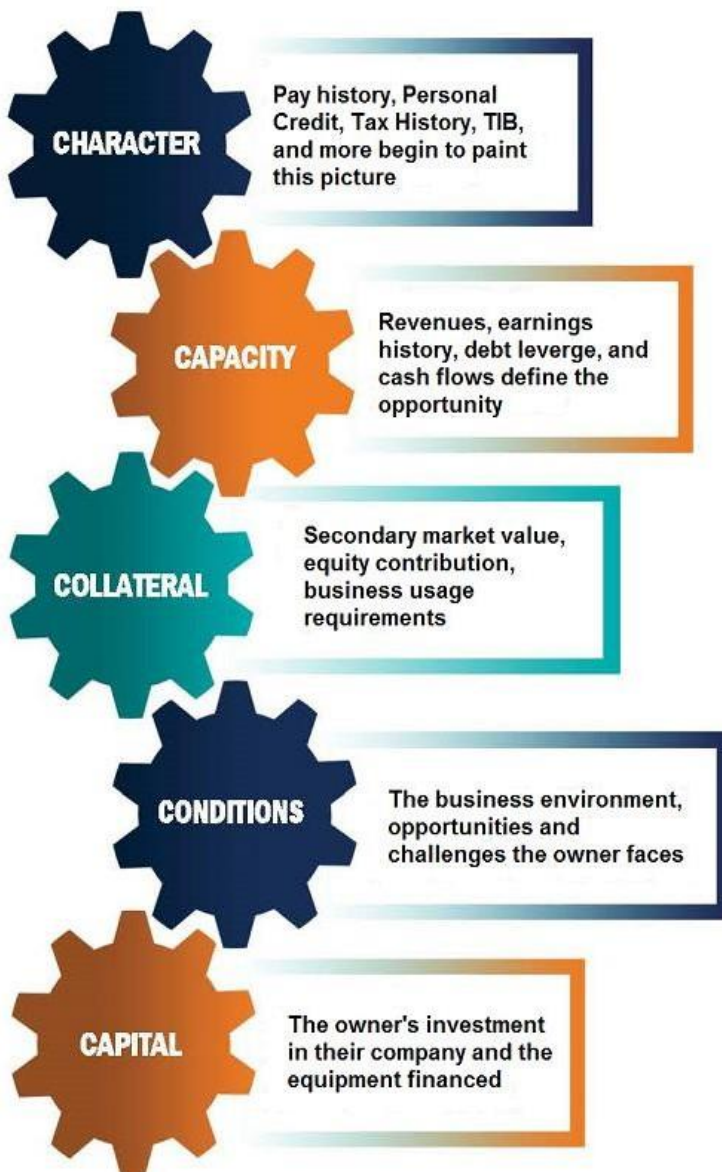 CHARACTER
Pay history, Personal
Credit, Tax History, TIB,
and more begin to paint
this picture
CAPACITY
Revenues, earnings
history, debt leverge, and
cash flows define the
opportunity
COLLATERAL
Secondary market value,
equity contribution,
business usage
requirements
CONDITIONS
The business environment,
opportunities and
challenges the owner faces
CAPITAL
The owner's investment
in their company and the
equipment financed